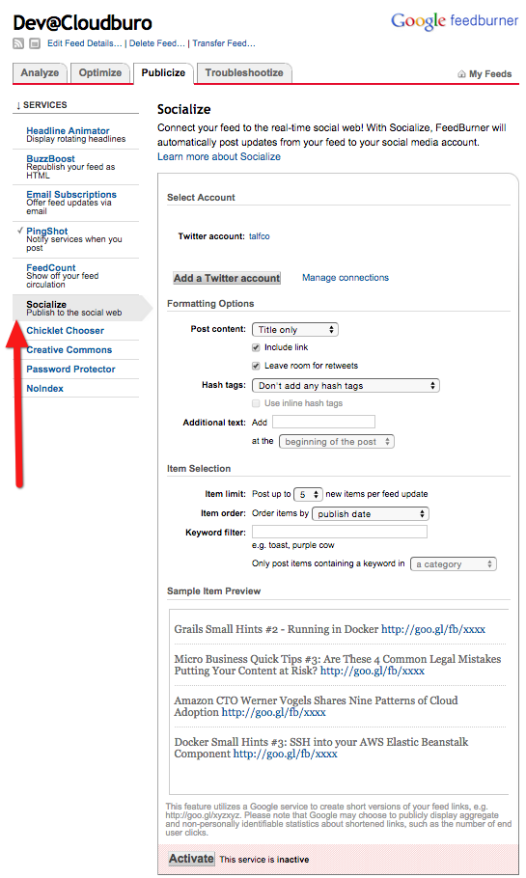 Dev@Cloudburo
Google feedburner
Edit Feed Details... | Delete Feed... | Transfer Feed...
Analyze
Optimize
Publicize
Troubleshootize
My Feeds
↓ SERVICES
Headline Animator
Display rotating headlines
BuzzBoost
Republish your feed as
HTML
Email Subscriptions
Offer feed updates via
email
✓ PingShot
Notify services when you
post
FeedCount
Show off your feed
circulation
Socialize
Publish to the social web
Chicklet Chooser
Creative Commons
Password Protector
NoIndex
Socialize
Connect your feed to the real-time social web! With Socialize, FeedBurner will
automatically post updates from your feed to your social media account.
Learn more about Socialize
Select Account
Twitter account: talfco
Add a Twitter account Manage connections
Formatting Options
Post content: Title only
Include link
Leave room for retweets
Hash tags: Don't add any hash tags
Use inline hash tags
Additional text: Add
at the beginning of the post
Item Selection
Item limit: Post up to 5 new items per feed update
Item order: Order items by publish date
Keyword filter:
e.g. toast, purple cow
Only post items containing a keyword in a category
Sample Item Preview
Grails Small Hints #2 - Running in Docker http://goo.gl/fb/xxxx
Micro Business Quick Tips #3: Are These 4 Common Legal Mistakes
Putting Your Content at Risk? http://goo.gl/fb/xxxx
Amazon CTO Werner Vogels Shares Nine Patterns of Cloud
Adoption http://goo.gl/fb/xxxx
Docker Small Hints #3: SSH into your AWS Elastic Beanstalk
Component http://goo.gl/fb/xxxx
This feature utilizes a Google service to create short versions of your feed links, e.g.
http://goo.gl/xyzxyz. Please note that Google may choose to publicly display aggregate
and non-personally identifiable statistics about shortened links, such as the number of end
user clicks.
Activate This service is inactive